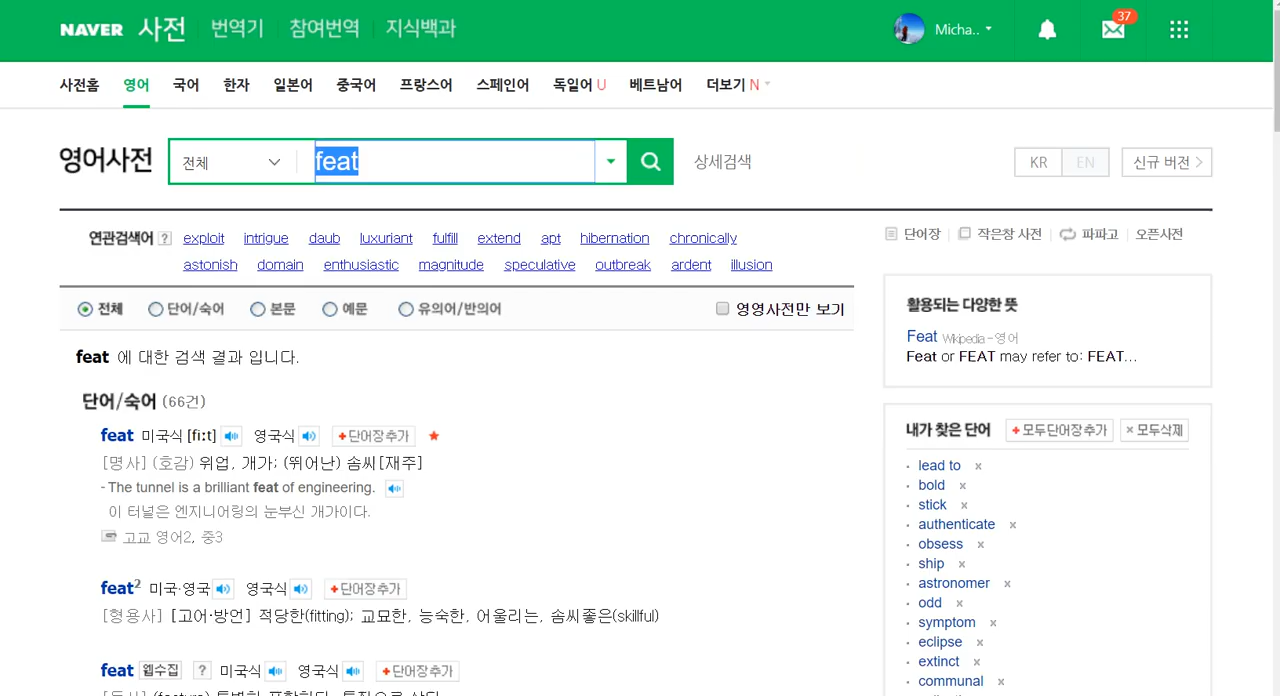 NAVER 사전 번역기 참여번역 지식백과 Micha.. 37
사전홈 영어 국어 한자 일본어 중국어 프랑스어 스페인어 독일어 U 베트남어 더보기 N
영어사전 전체 feat 상세검색 KR EN 신규 버전
연관검색어 ? exploit intrigue daub luxuriant fulfill extend apt hibernation chronically
astonish domain enthusiastic magnitude speculative outbreak ardent illusion
단어장 작은창 사전 파파고 오픈사전
전체 단어/숙어 본문 예문 유의어/반의어 영영사전만 보기
feat 에 대한 검색 결과 입니다.
단어/숙어 (66건)
feat 미국식 [fiːt] 영국식 +단어장추가
[명사] (호감) 위업, 개가; (뛰어난) 솜씨[재주]
- The tunnel is a brilliant feat of engineering.
이 터널은 엔지니어링의 눈부신 개가이다.
고교 영어2, 중3
feat2 미국·영국 영국식 +단어장추가
[형용사] [고어·방언] 적당한(fitting); 교묘한, 능숙한, 어울리는, 솜씨좋은(skillful)
feat 웹수집 ? 미국식 영국식 +단어장추가
활용되는 다양한 뜻
Feat Wikipedia - 영어
Feat or FEAT may refer to: FEAT...
내가 찾은 단어 +모두단어장추가 ×모두삭제
· lead to x
· bold x
· stick x
· authenticate x
· obsess x
· ship x
· astronomer x
· odd x
· symptom x
· eclipse x
· extinct x
· communal x